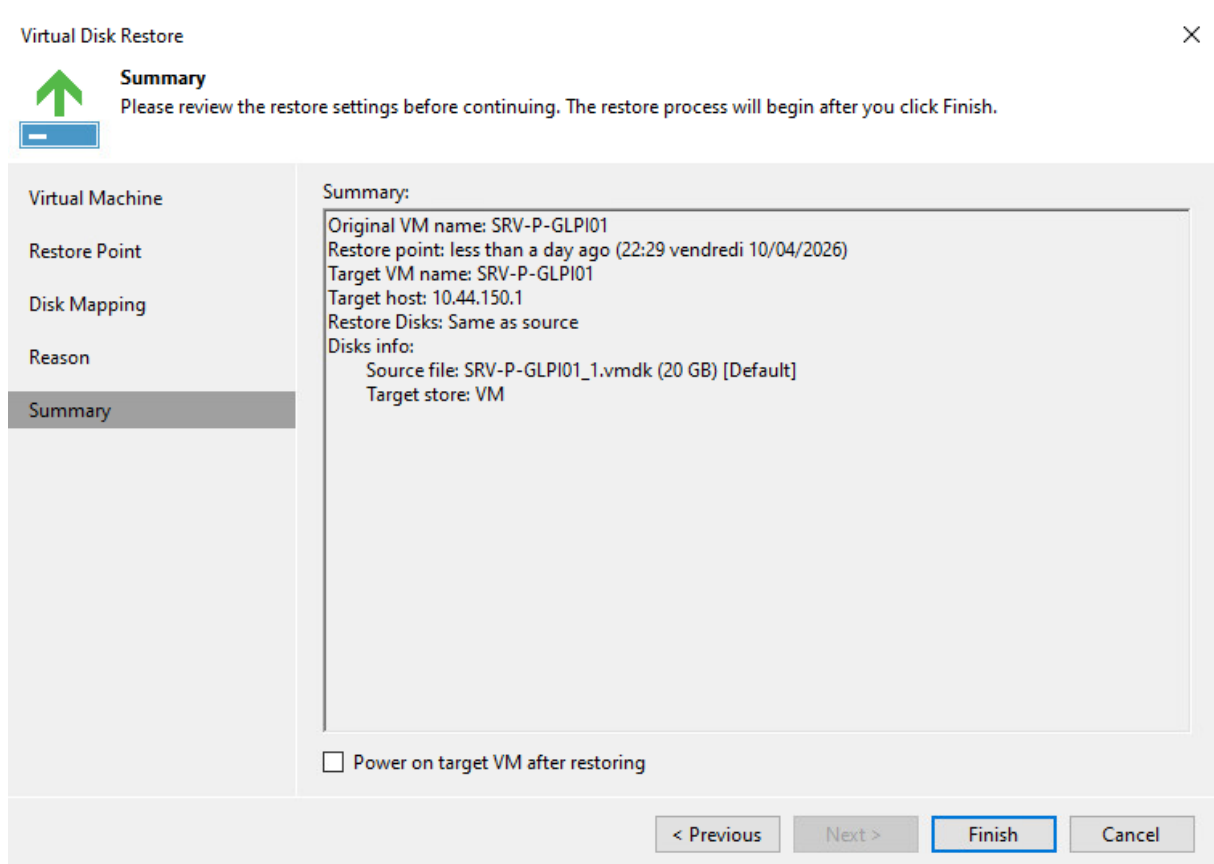 Virtual Disk Restore
Summary
Please review the restore settings before continuing. The restore process will begin after you click Finish.
Virtual Machine
Restore Point
Disk Mapping
Reason
Summary
Summary:
Original VM name: SRV-P-GLPI01
Restore point: less than a day ago (22:29 vendredi 10/04/2026)
Target VM name: SRV-P-GLPI01
Target host: 10.44.150.1
Restore Disks: Same as source
Disks info:
Source file: SRV-P-GLPI01_1.vmdk (20 GB) [Default]
Target store: VM
Power on target VM after restoring
< Previous
Next >
Finish
Cancel